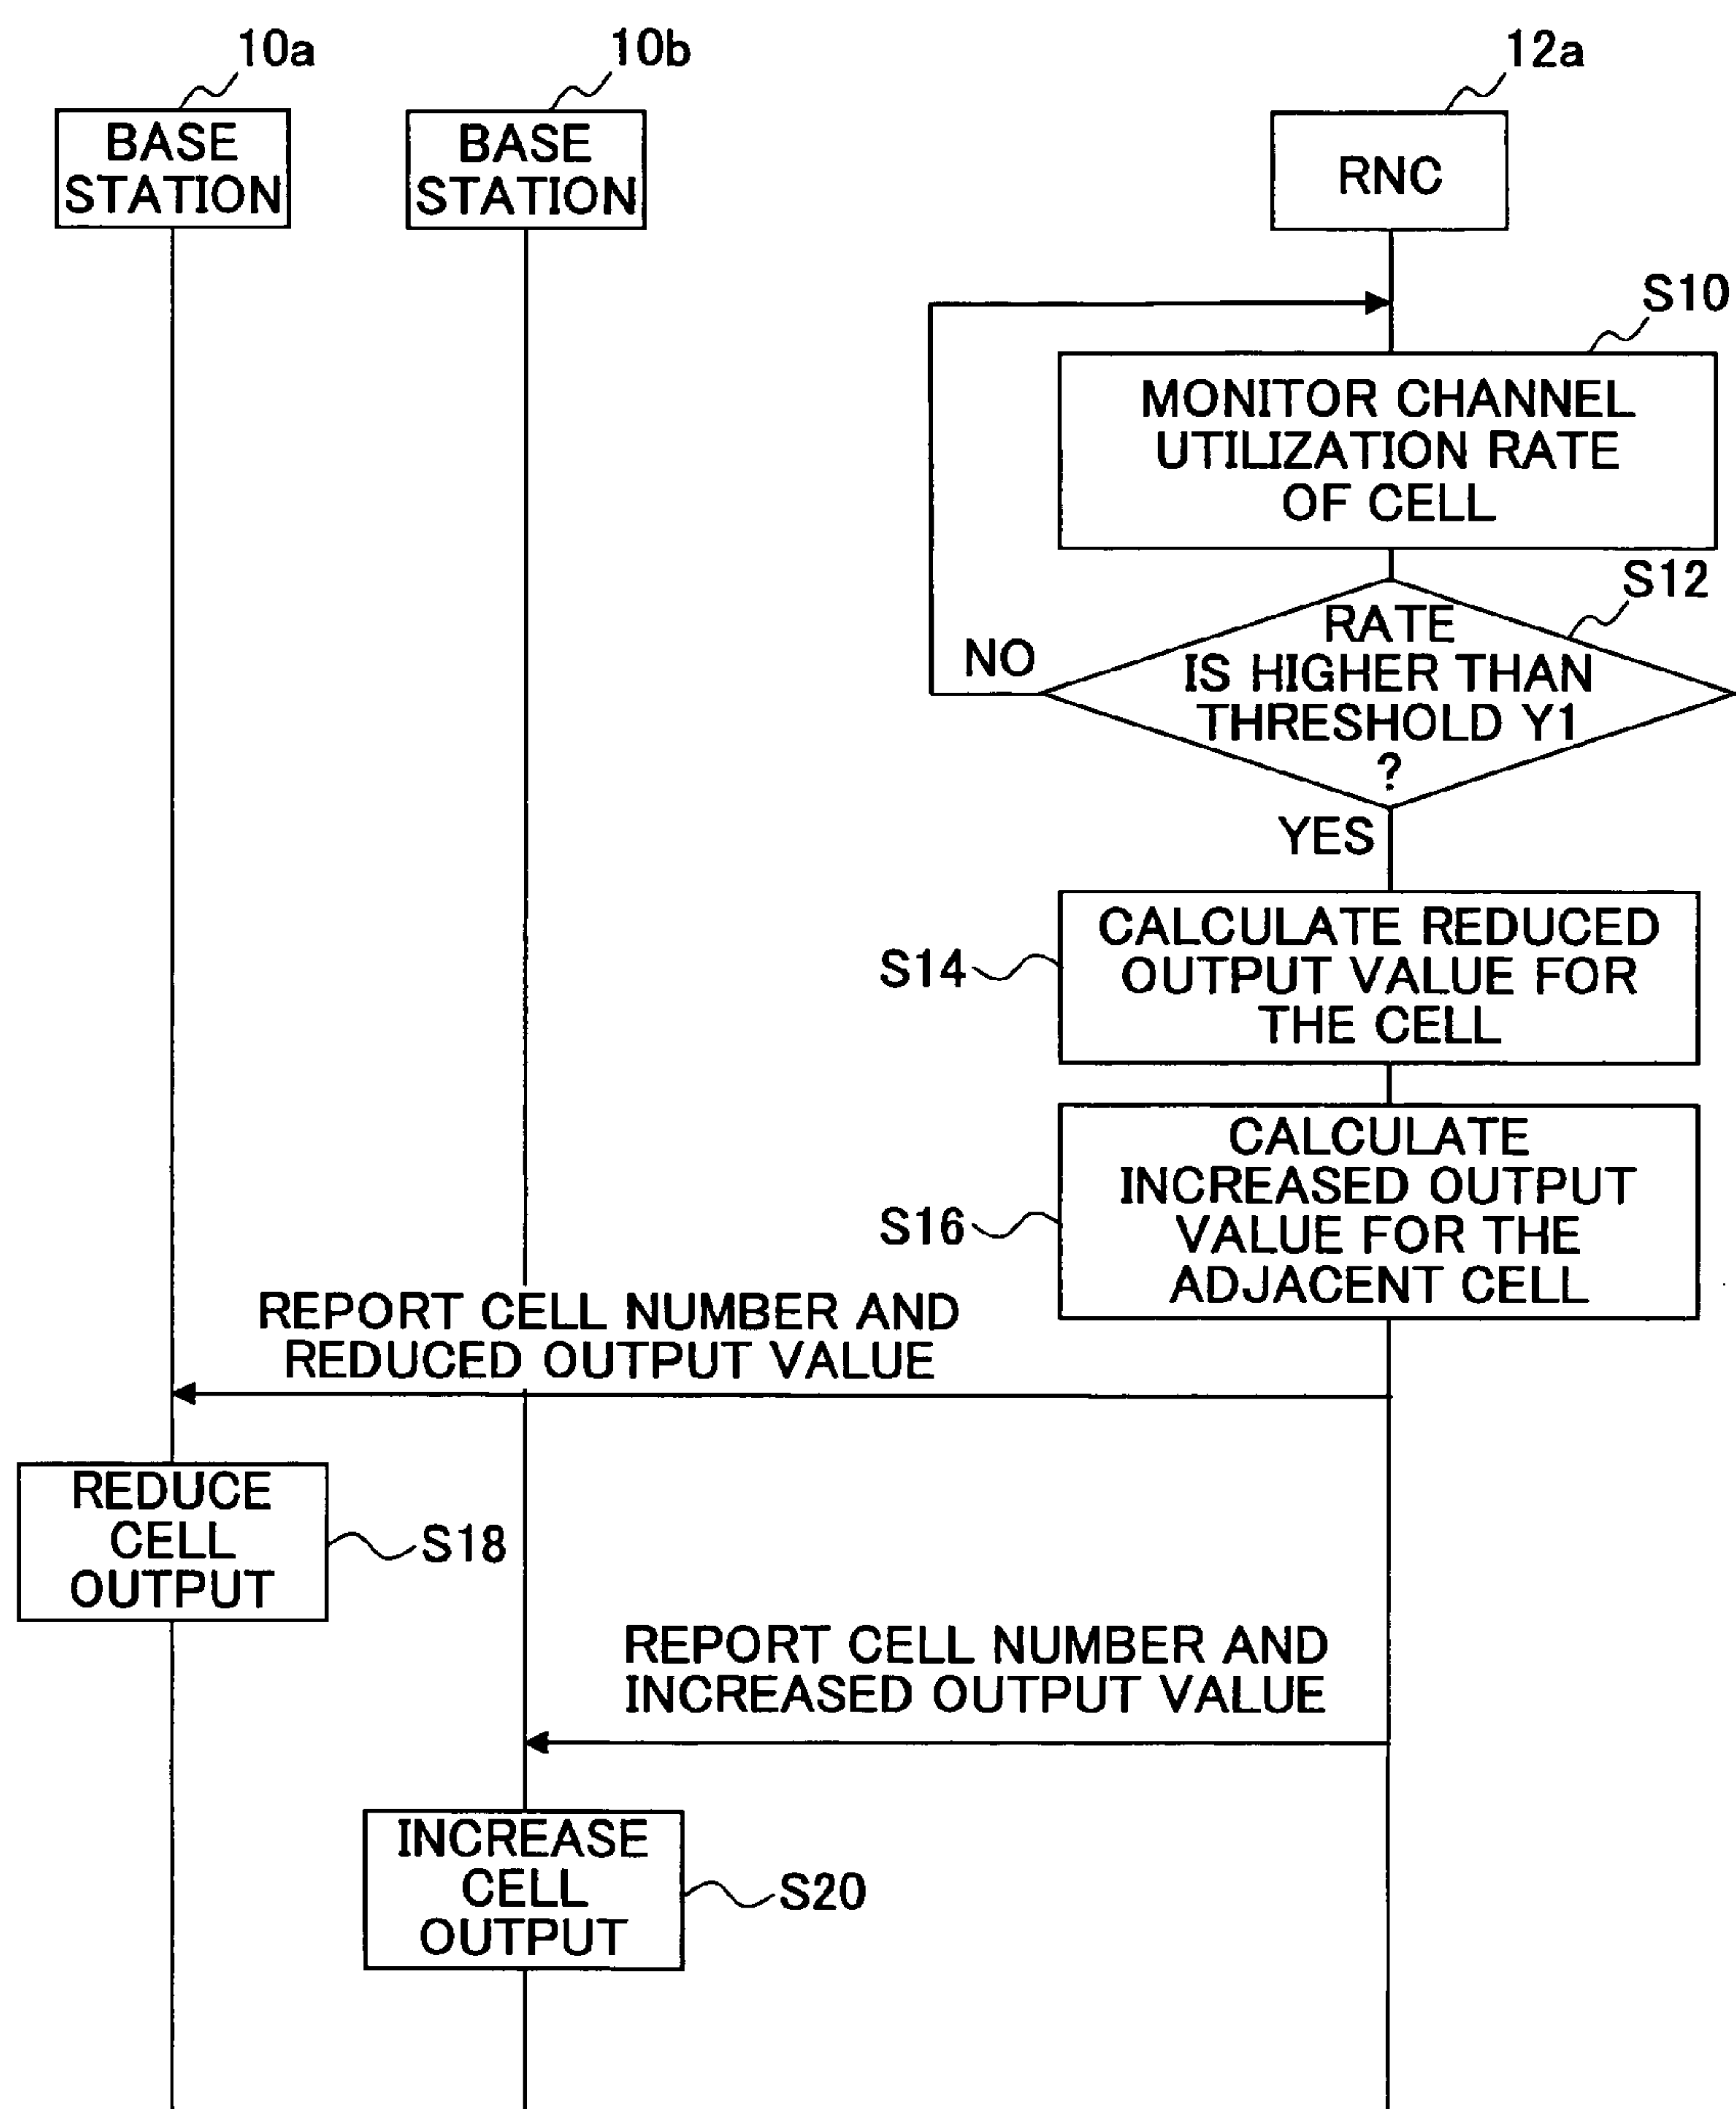 10a
10b
12a
BASE
STATION
BASE
STATION
RNC
S10
MONITOR CHANNEL
UTILIZATION RATE
OF CELL
S12
RATE
IS HIGHER THAN
THRESHOLD Y1
?
NO
YES
S14
CALCULATE REDUCED
OUTPUT VALUE FOR
THE CELL
S16
CALCULATE
INCREASED OUTPUT
VALUE FOR THE
ADJACENT CELL
REPORT CELL NUMBER AND
REDUCED OUTPUT VALUE
REDUCE
CELL
OUTPUT
S18
REPORT CELL NUMBER AND
INCREASED OUTPUT VALUE
INCREASE
CELL
OUTPUT
S20